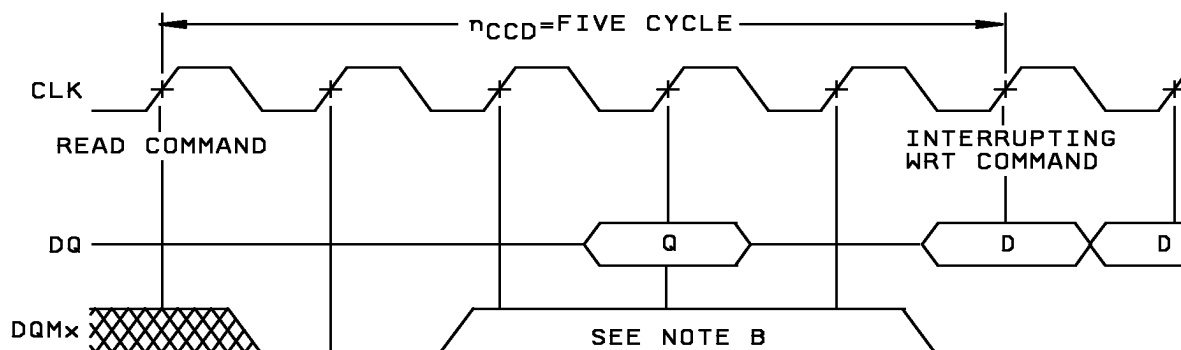 nCCD=FIVE CYCLE
CLK
READ COMMAND
INTERRUPTING
WRT COMMAND
DQ
Q
D
D
DQMx
SEE NOTE B